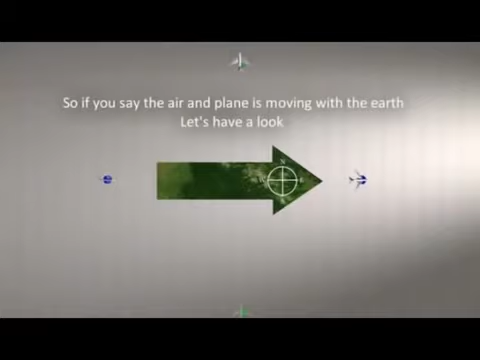 So if you say the air and plane is moving with the earth
Let's have a look
N